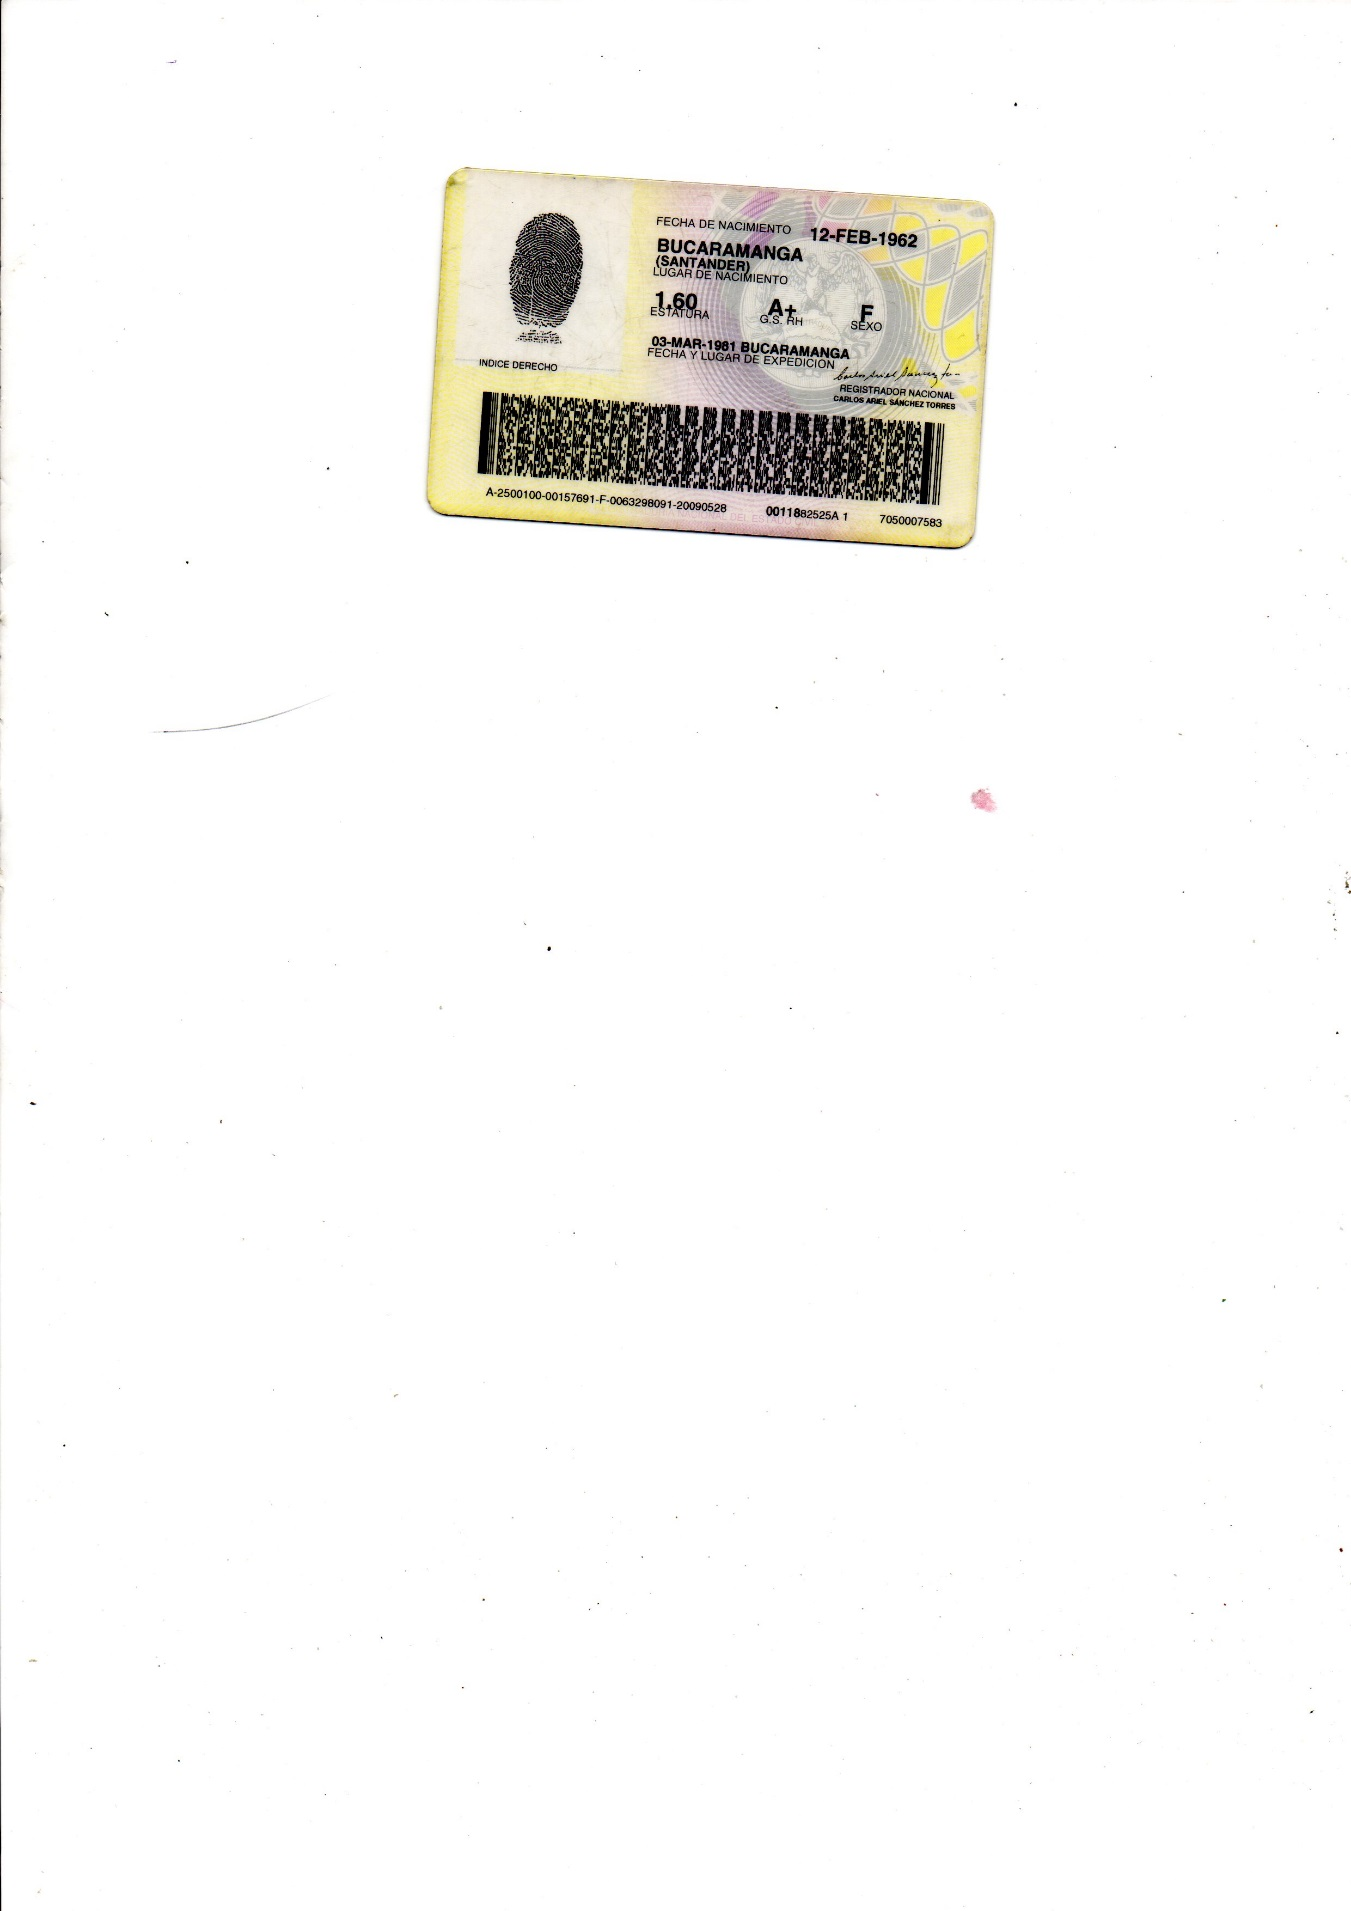 FECHA DE NACIMIENTO 12-FEB-1962
BUCARAMANGA
(SANTANDER)
LUGAR DE NACIMIENTO
1.60 A+ F
ESTATURA G.S. RH SEXO
03-MAR-1981 BUCARAMANGA
FECHA Y LUGAR DE EXPEDICION
INDICE DERECHO
REGISTRADOR NACIONAL
CARLOS ARIEL SÁNCHEZ TORRES
A-2500100-00157691-F-0063298091-20090528 0011882525A 1 7050007583